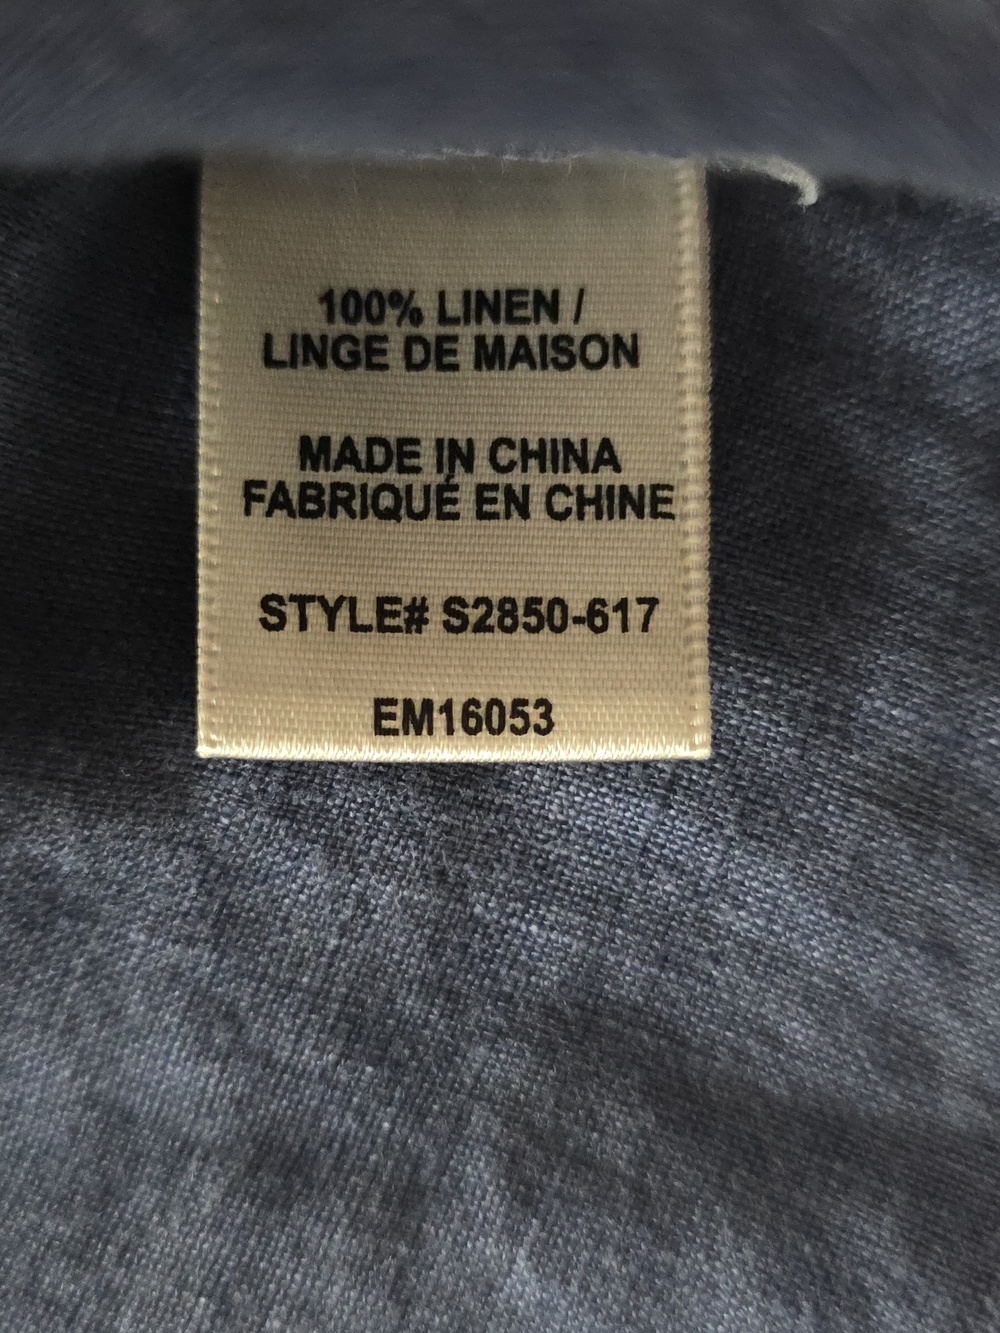 100% LINEN /
LINGE DE MAISON
MADE IN CHINA
FABRIQUÉ EN CHINE
STYLE# S2850-617
EM16053